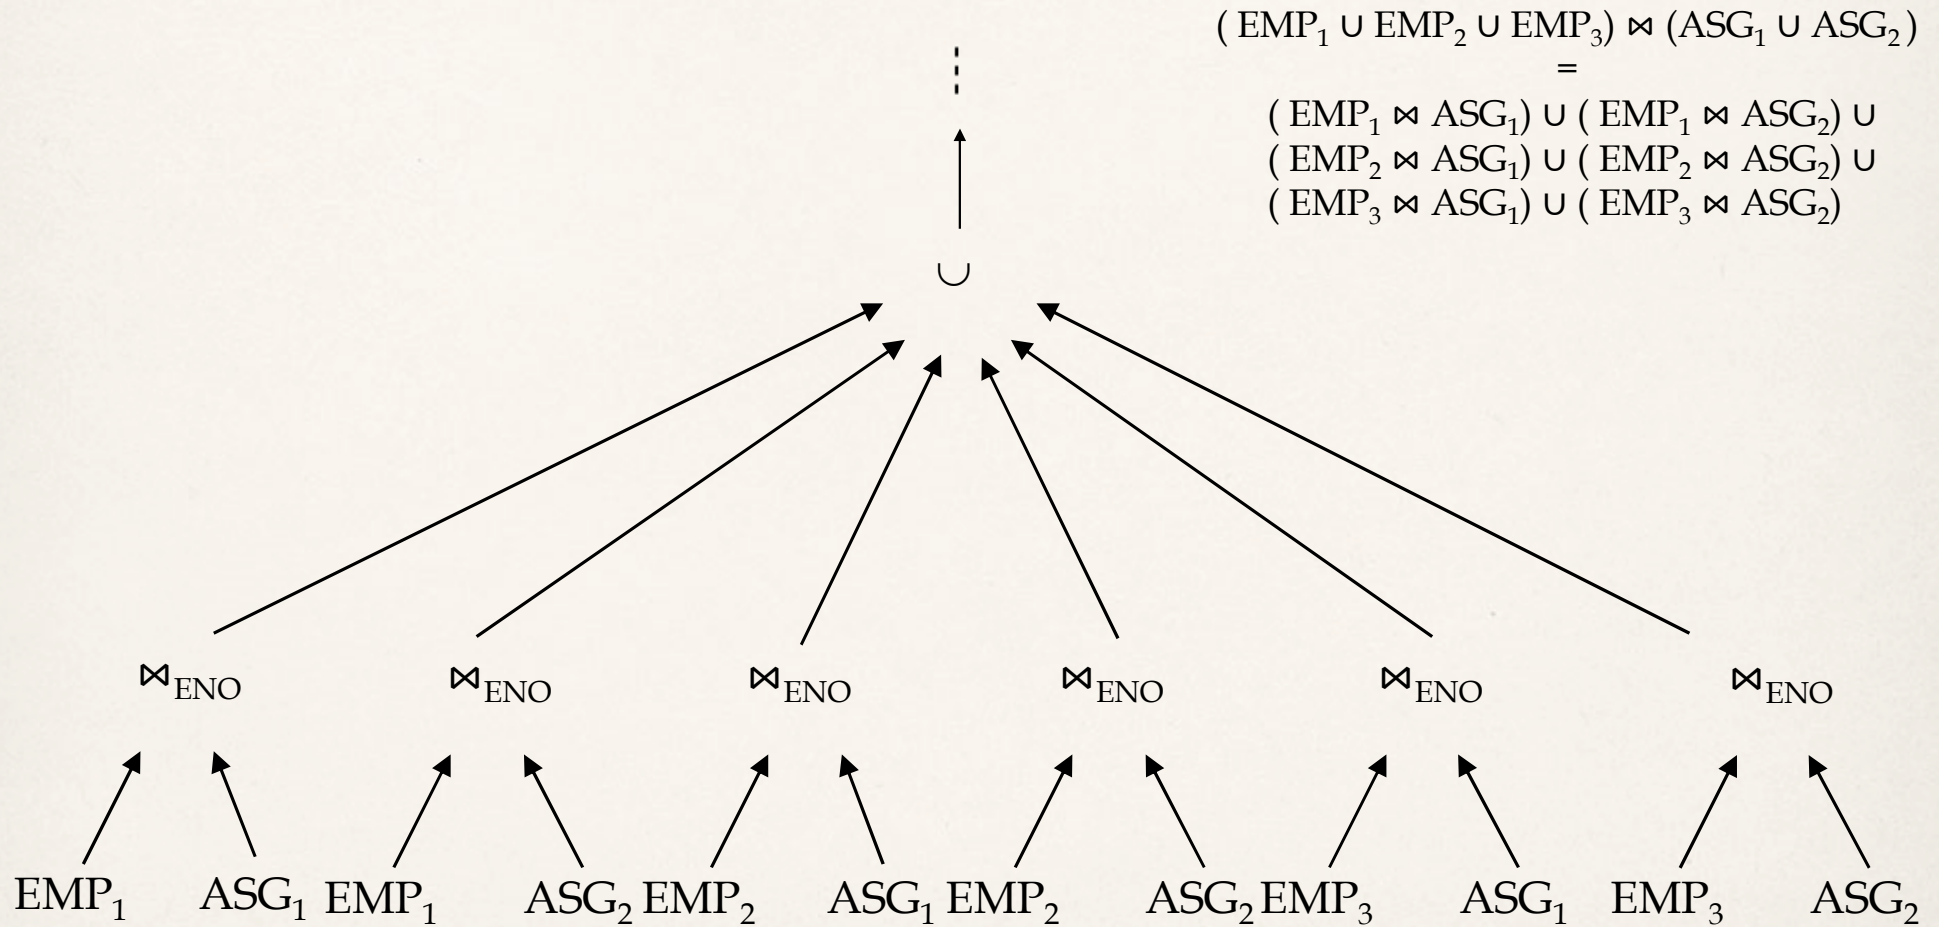 ( EMP₁ ∪ EMP₂ ∪ EMP₃) ⋈ (ASG₁ ∪ ASG₂)
=
( EMP₁ ⋈ ASG₁) ∪ ( EMP₁ ⋈ ASG₂) ∪
( EMP₂ ⋈ ASG₁) ∪ ( EMP₂ ⋈ ASG₂) ∪
( EMP₃ ⋈ ASG₁) ∪ ( EMP₃ ⋈ ASG₂)
∪
⋈ENO ⋈ENO ⋈ENO ⋈ENO ⋈ENO ⋈ENO
EMP₁ ASG₁ EMP₁ ASG₂ EMP₂ ASG₁ EMP₂ ASG₂ EMP₃ ASG₁ EMP₃ ASG₂